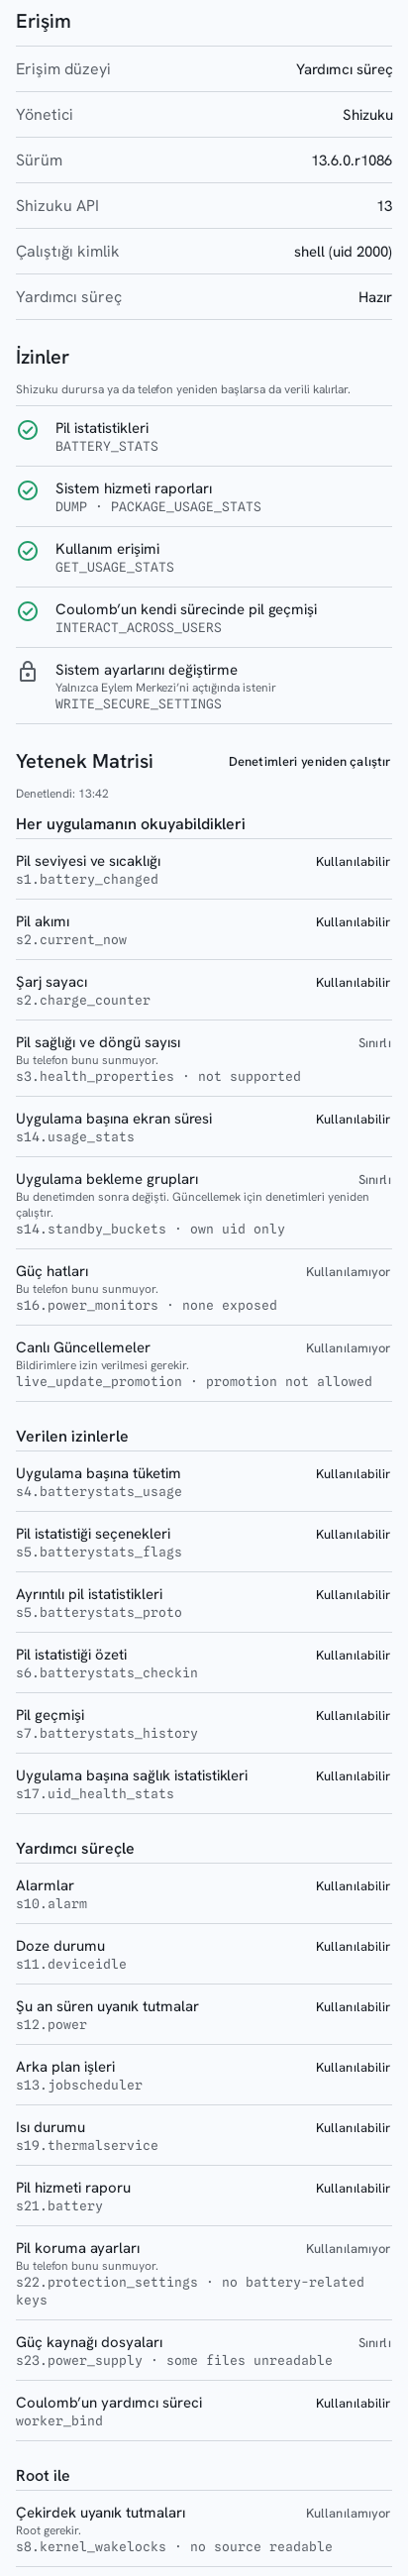 Erişim
Erişim düzeyi Yardımcı süreç
Yönetici Shizuku
Sürüm 13.6.0.r1086
Shizuku API 13
Çalıştığı kimlik shell (uid 2000)
Yardımcı süreç Hazır
İzinler
Shizuku durursa ya da telefon yeniden başlarsa da verili kalırlar.
Pil istatistikleri
BATTERY_STATS
Sistem hizmeti raporları
DUMP · PACKAGE_USAGE_STATS
Kullanım erişimi
GET_USAGE_STATS
Coulomb’un kendi sürecinde pil geçmişi
INTERACT_ACROSS_USERS
Sistem ayarlarını değiştirme
Yalnızca Eylem Merkezi’ni açtığında istenir
WRITE_SECURE_SETTINGS
Yetenek Matrisi Denetimleri yeniden çalıştır
Denetlendi: 13:42
Her uygulamanın okuyabildikleri
Pil seviyesi ve sıcaklığı Kullanılabilir
s1.battery_changed
Pil akımı Kullanılabilir
s2.current_now
Şarj sayacı Kullanılabilir
s2.charge_counter
Pil sağlığı ve döngü sayısı Sınırlı
Bu telefon bunu sunmuyor.
s3.health_properties · not supported
Uygulama başına ekran süresi Kullanılabilir
s14.usage_stats
Uygulama bekleme grupları Sınırlı
Bu denetimden sonra değişti. Güncellemek için denetimleri yeniden
çalıştır.
s14.standby_buckets · own uid only
Güç hatları Kullanılamıyor
Bu telefon bunu sunmuyor.
s16.power_monitors · none exposed
Canlı Güncellemeler Kullanılamıyor
Bildirimlere izin verilmesi gerekir.
live_update_promotion · promotion not allowed
Verilen izinlerle
Uygulama başına tüketim Kullanılabilir
s4.batterystats_usage
Pil istatistiği seçenekleri Kullanılabilir
s5.batterystats_flags
Ayrıntılı pil istatistikleri Kullanılabilir
s5.batterystats_proto
Pil istatistiği özeti Kullanılabilir
s6.batterystats_checkin
Pil geçmişi Kullanılabilir
s7.batterystats_history
Uygulama başına sağlık istatistikleri Kullanılabilir
s17.uid_health_stats
Yardımcı süreçle
Alarmlar Kullanılabilir
s10.alarm
Doze durumu Kullanılabilir
s11.deviceidle
Şu an süren uyanık tutmalar Kullanılabilir
s12.power
Arka plan işleri Kullanılabilir
s13.jobscheduler
Isı durumu Kullanılabilir
s19.thermalservice
Pil hizmeti raporu Kullanılabilir
s21.battery
Pil koruma ayarları Kullanılamıyor
Bu telefon bunu sunmuyor.
s22.protection_settings · no battery-related
keys
Güç kaynağı dosyaları Sınırlı
s23.power_supply · some files unreadable
Coulomb’un yardımcı süreci Kullanılabilir
worker_bind
Root ile
Çekirdek uyanık tutmaları Kullanılamıyor
Root gerekir.
s8.kernel_wakelocks · no source readable